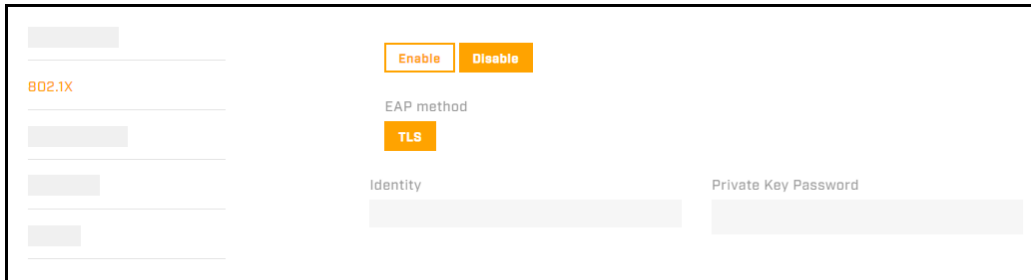 802.1X
Enable Disable
EAP method
TLS
Identity Private Key Password